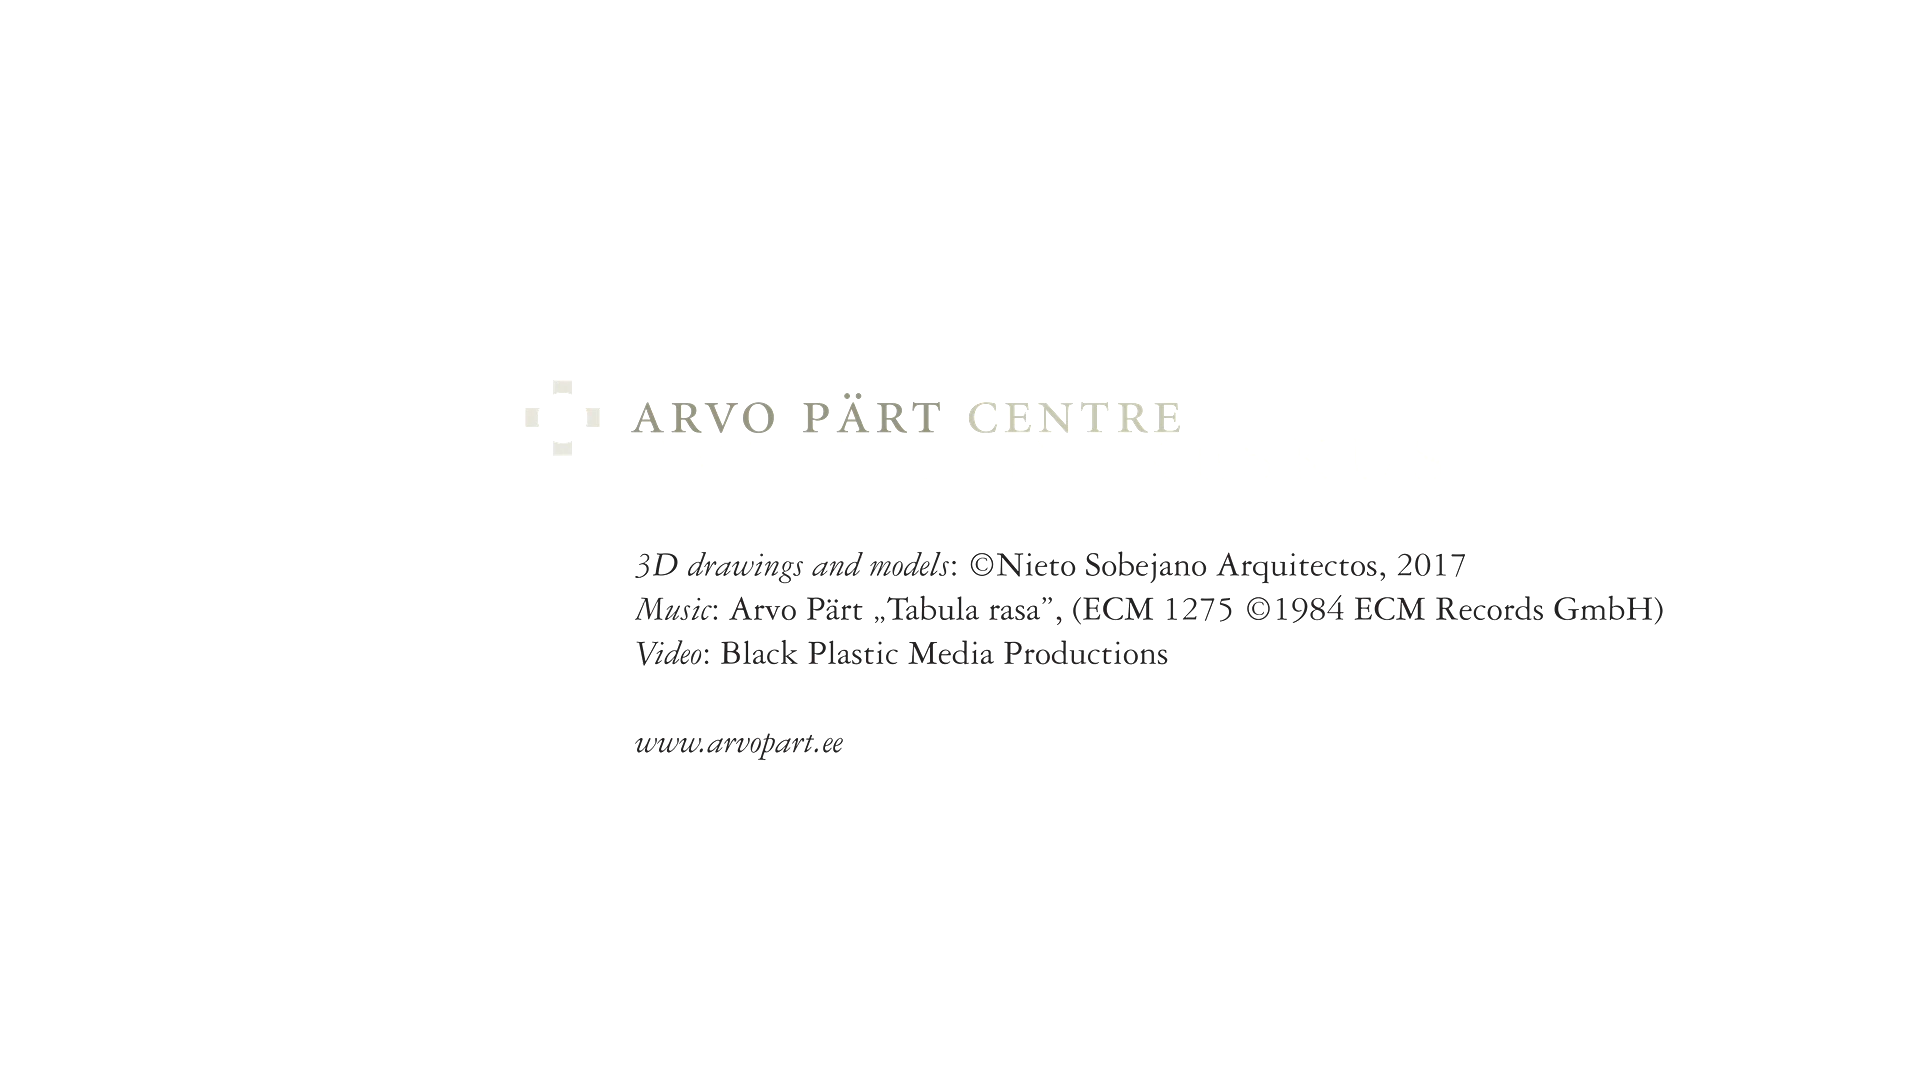 ARVO PÄRT CENTRE
3D drawings and models: ©Nieto Sobejano Arquitectos, 2017
Music: Arvo Pärt „Tabula rasa”, (ECM 1275 ©1984 ECM Records GmbH)
Video: Black Plastic Media Productions
www.arvopart.ee